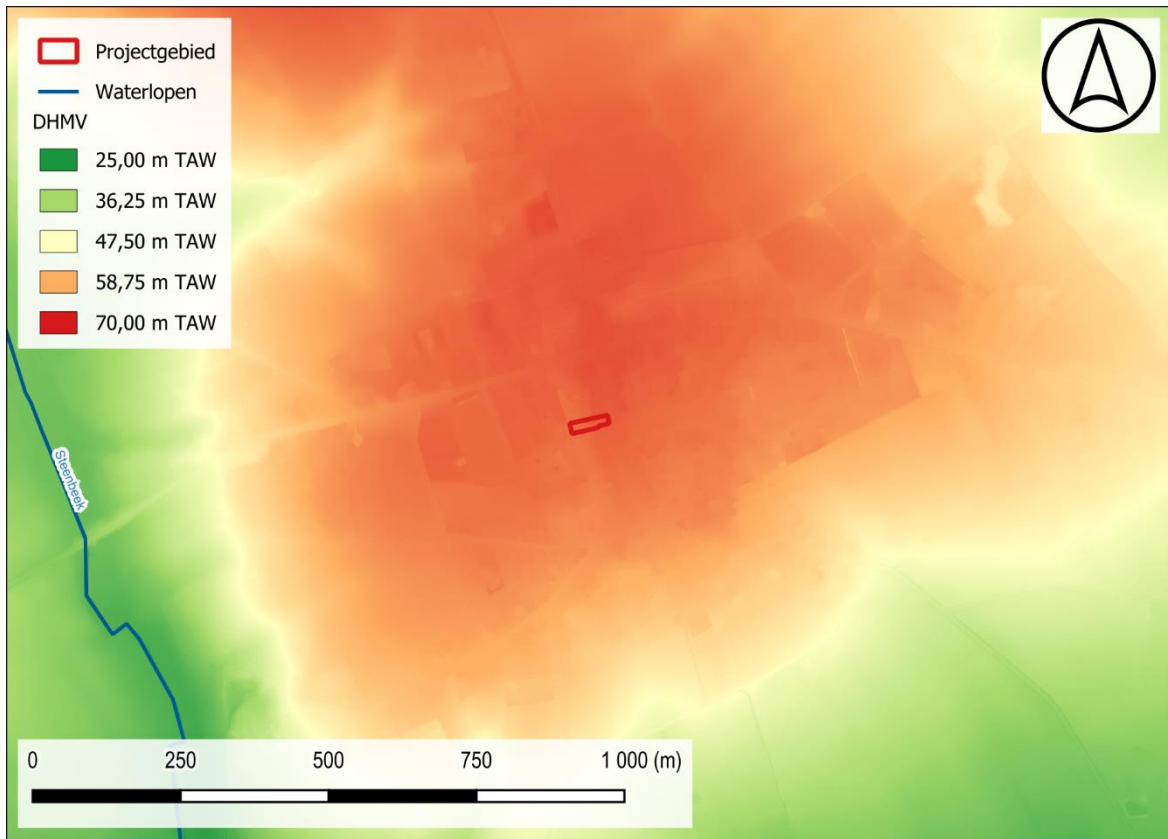 Projectgebied
Waterlopen
DHMV
25,00 m TAW
36,25 m TAW
47,50 m TAW
58,75 m TAW
70,00 m TAW
Steenbeek
0 250 500 750 1 000 (m)